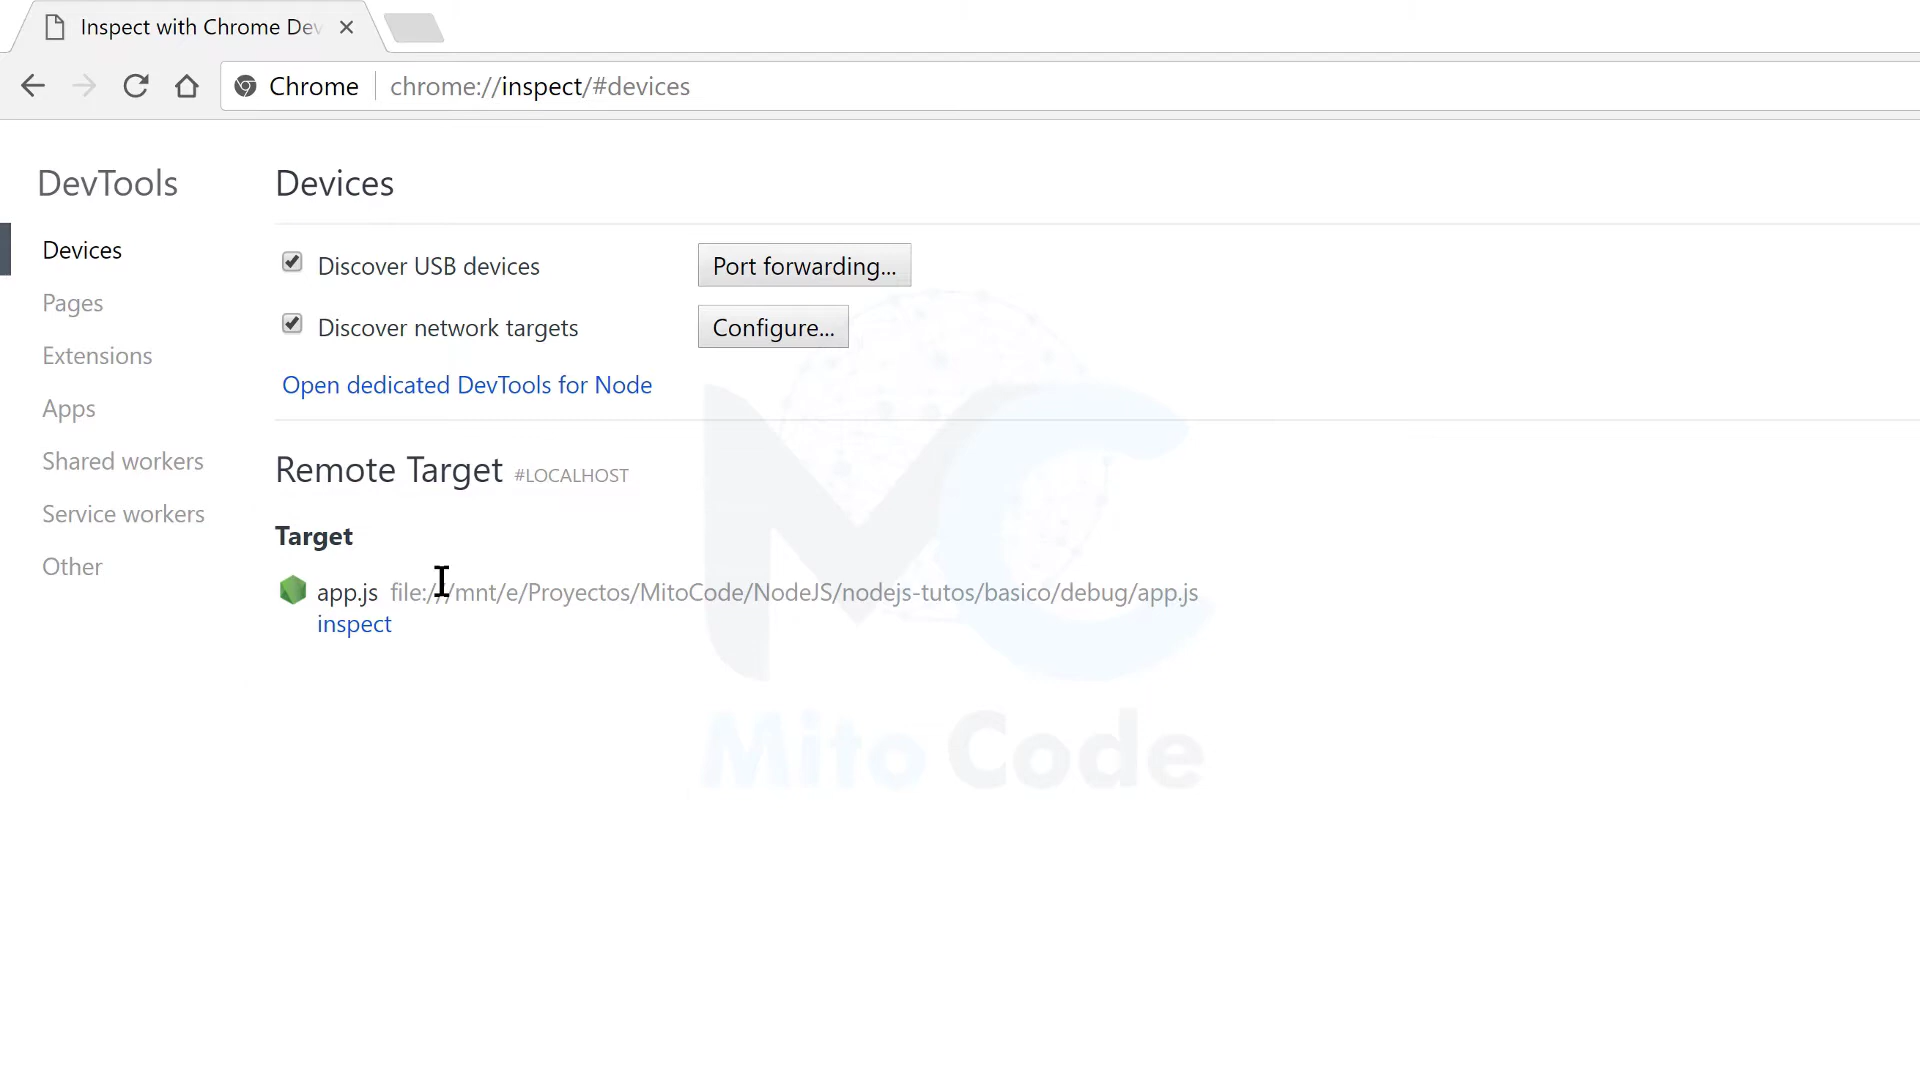 Inspect with Chrome Dev
Chrome chrome://inspect/#devices
DevTools
Devices
Pages
Extensions
Apps
Shared workers
Service workers
Other
Devices
Discover USB devices Port forwarding...
Discover network targets Configure...
Open dedicated DevTools for Node
Remote Target #LOCALHOST
Target
app.js file:///mnt/e/Proyectos/MitoCode/NodeJS/nodejs-tutos/basico/debug/app.js
inspect
MC
Mito Code